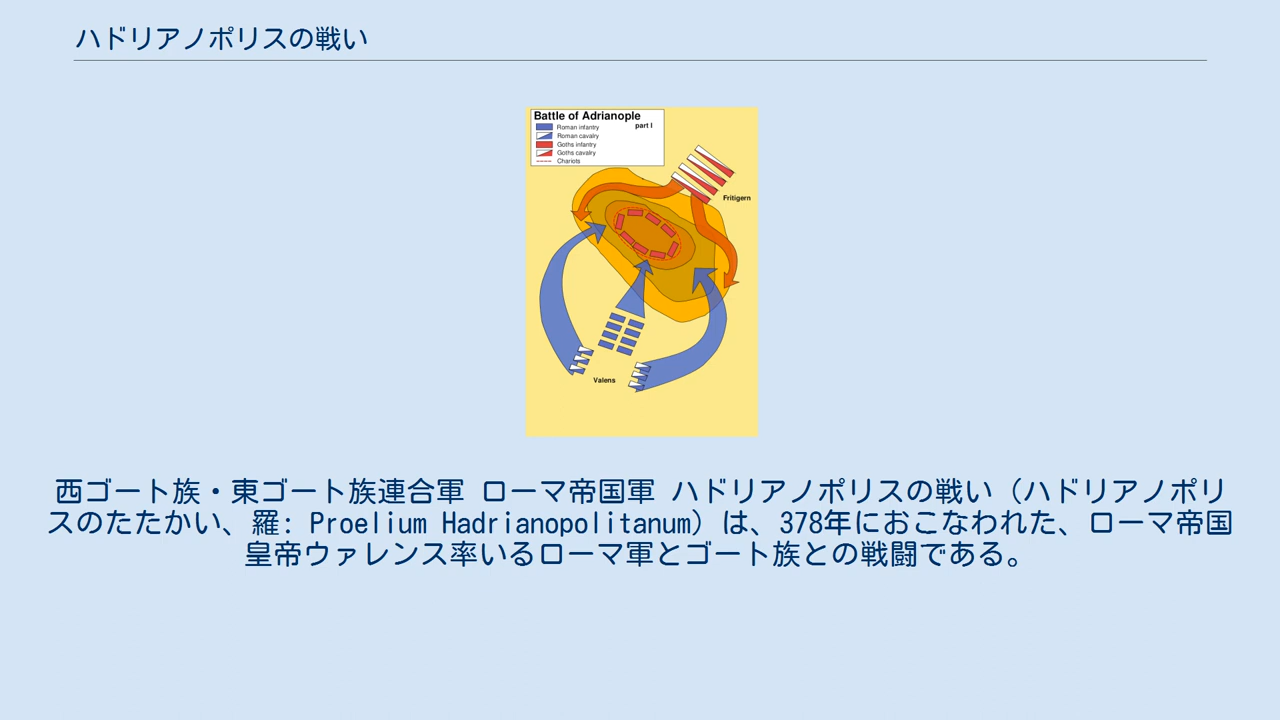 ハドリアノポリスの戦い
Battle of Adrianople
part I
Roman infantry
Roman cavalry
Goths infantry
Goths cavalry
Chariots
Fritigern
Valens
西ゴート族・東ゴート族連合軍 ローマ帝国軍 ハドリアノポリスの戦い（ハドリアノポリ
スのたたかい、羅: Proelium Hadrianopolitanum）は、378年におこなわれた、ローマ帝国
皇帝ウァレンス率いるローマ軍とゴート族との戦闘である。